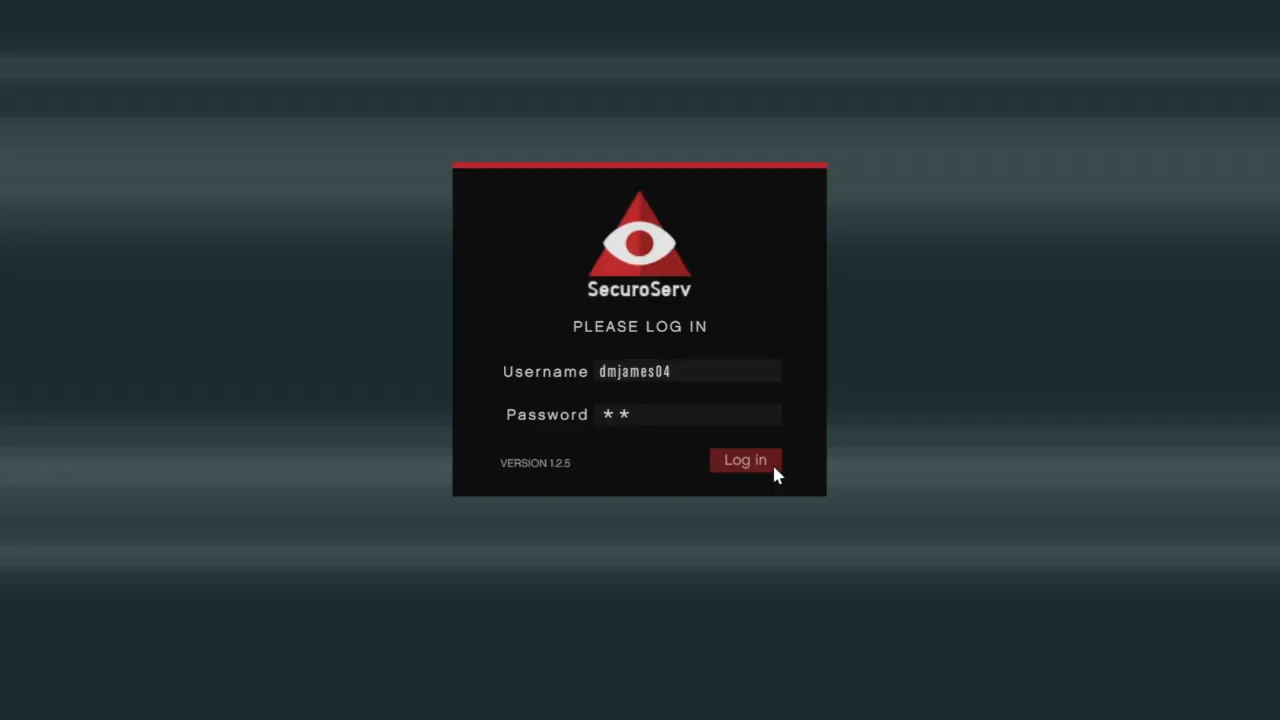 SecuroServ
PLEASE LOG IN
Username dmjames04
Password **
VERSION 1.2.5
Log in